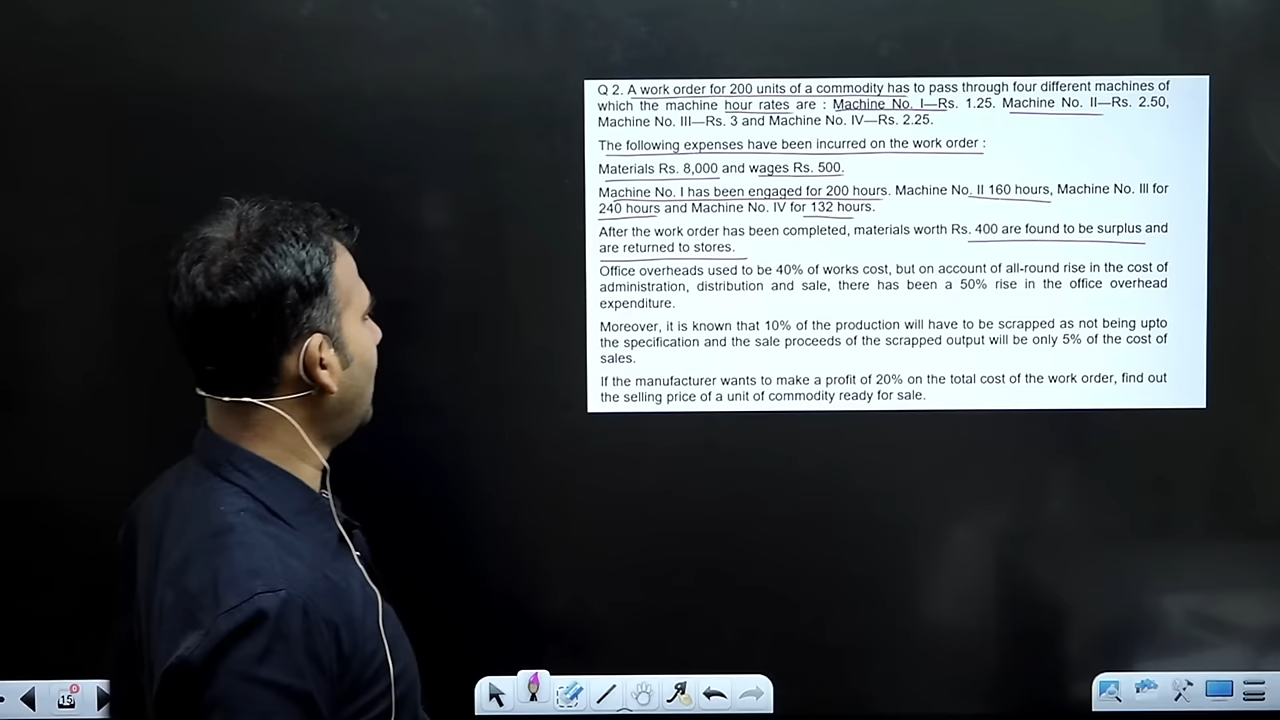 Q 2. A work order for 200 units of a commodity has to pass through four different machines of
which the machine hour rates are : Machine No. I—Rs. 1.25. Machine No. II—Rs. 2.50,
Machine No. III—Rs. 3 and Machine No. IV—Rs. 2.25.
The following expenses have been incurred on the work order :
Materials Rs. 8,000 and wages Rs. 500.
Machine No. I has been engaged for 200 hours. Machine No. II 160 hours, Machine No. III for
240 hours and Machine No. IV for 132 hours.
After the work order has been completed, materials worth Rs. 400 are found to be surplus and
are returned to stores.
Office overheads used to be 40% of works cost, but on account of all-round rise in the cost of
administration, distribution and sale, there has been a 50% rise in the office overhead
expenditure.
Moreover, it is known that 10% of the production will have to be scrapped as not being upto
the specification and the sale proceeds of the scrapped output will be only 5% of the cost of
sales.
If the manufacturer wants to make a profit of 20% on the total cost of the work order, find out
the selling price of a unit of commodity ready for sale.
15
0